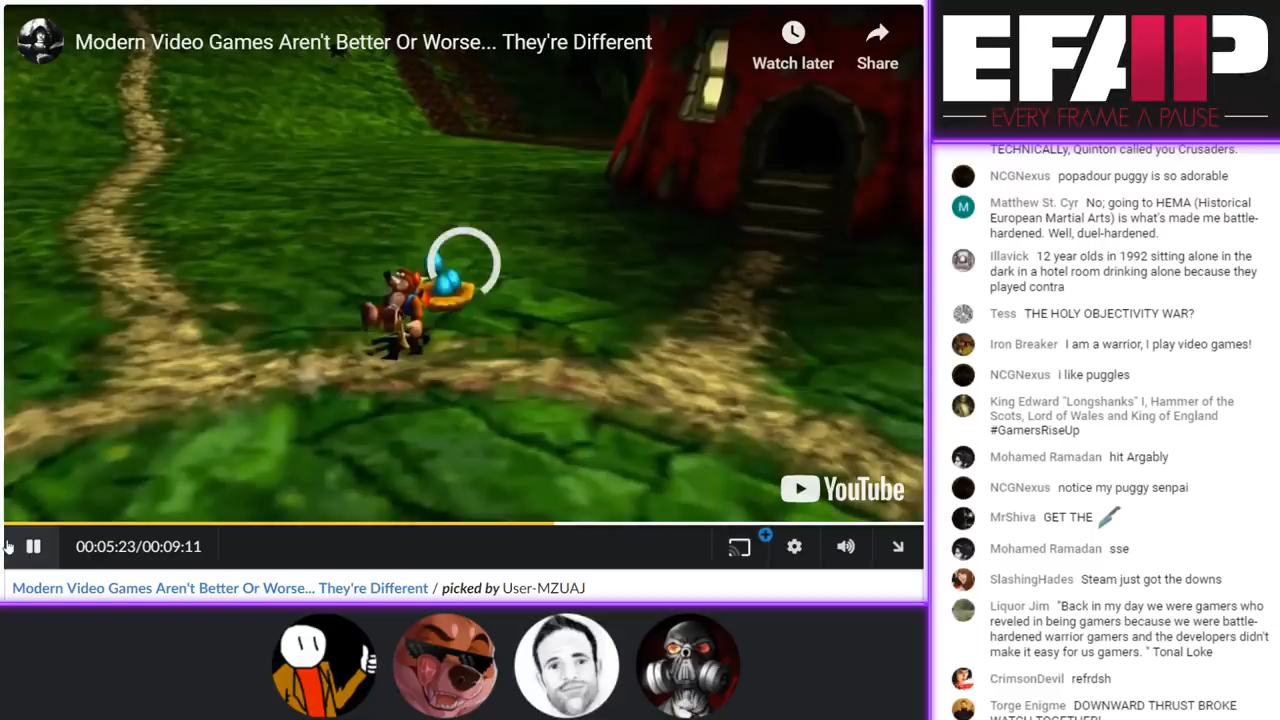 Modern Video Games Aren't Better Or Worse... They're Different
Watch later
Share
YouTube
00:05:23/00:09:11
Modern Video Games Aren't Better Or Worse... They're Different / picked by User-MZUAJ
EFAP
EVERY FRAME A PAUSE
TECHNICALLy, Quinton called you Crusaders.
NCGNexus popadour puggy is so adorable
M
Matthew St. Cyr No; going to HEMA (Historical
European Martial Arts) is what's made me battle-
hardened. Well, duel-hardened.
Illavick 12 year olds in 1992 sitting alone in the
dark in a hotel room drinking alone because they
played contra
Tess THE HOLY OBJECTIVITY WAR?
Iron Breaker I am a warrior, I play video games!
NCGNexus i like puggles
King Edward "Longshanks" I, Hammer of the
Scots, Lord of Wales and King of England
#GamersRiseUp
Mohamed Ramadan hit Argably
NCGNexus notice my puggy senpai
MrShiva GET THE
Mohamed Ramadan sse
SlashingHades Steam just got the downs
Liquor Jim "Back in my day we were gamers who
reveled in being gamers because we were battle-
hardened warrior gamers and the developers didn't
make it easy for us gamers. " Tonal Loke
CrimsonDevil refrdsh
Torge Enigme DOWNWARD THRUST BROKE
WATCH TOGETHER!